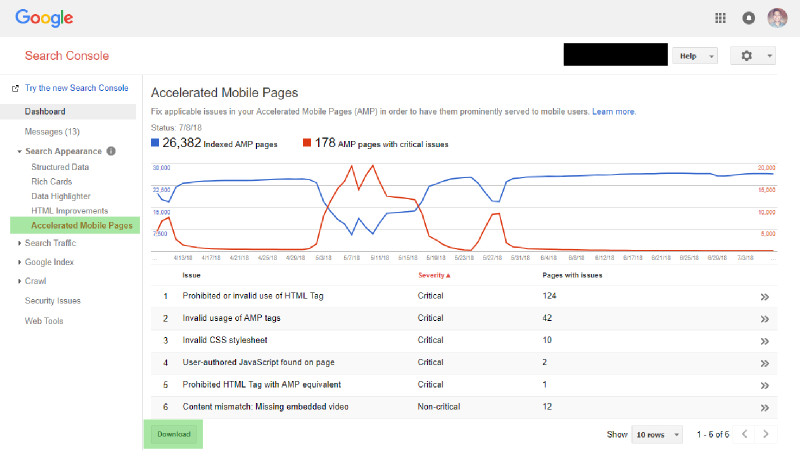 Google
Search Console
Help
Try the new Search Console
Dashboard
Messages (13)
Search Appearance
Structured Data
Rich Cards
Data Highlighter
HTML Improvements
Accelerated Mobile Pages
Search Traffic
Google Index
Crawl
Security Issues
Web Tools
Accelerated Mobile Pages
Fix applicable issues in your Accelerated Mobile Pages (AMP) in order to have them prominently served to mobile users. Learn more.
Status: 7/8/18
26,382 Indexed AMP pages 178 AMP pages with critical issues
30,000 20,000
22,500 15,000
15,000 10,000
7,500 5,000
4/13/18 4/17/18 4/21/18 4/25/18 4/29/18 5/3/18 5/7/18 5/11/18 5/15/18 5/19/18 5/23/18 5/27/18 5/31/18 6/4/18 6/8/18 6/12/18 6/16/18 6/21/18 6/25/18 6/29/18 7/3/18
Issue Severity▲ Pages with issues
1 Prohibited or invalid use of HTML Tag Critical 124
2 Invalid usage of AMP tags Critical 42
3 Invalid CSS stylesheet Critical 10
4 User-authored JavaScript found on page Critical 2
5 Prohibited HTML Tag with AMP equivalent Critical 1
6 Content mismatch: Missing embedded video Non-critical 12
Download Show 10 rows 1 - 6 of 6